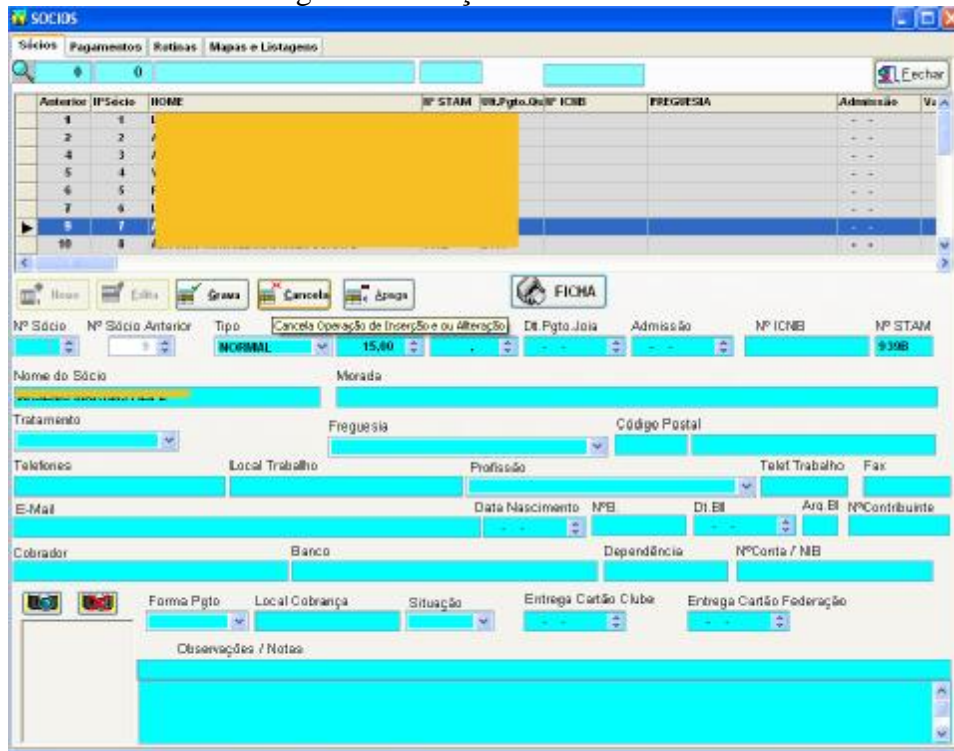 SOCIOS
Sócios Pagamentos Rotinas Mapas e Listagens
0 0 Fechar
Anterior NºSócio NOME Nº STAM Ult.Pgto.Qu Nº ICNB FREGUESIA Admissão
1 1 - -
2 2 A - -
4 3 A - -
5 4 V - -
6 5 - -
7 6 - -
9 7 A - -
10 8 - -
Novo Edita Grava Cancela Apaga FICHA
Nº Sócio Nº Sócio Anterior Tipo Cancela Operação de Inserção e ou Alteração Dt.Pgto.Joia Admissão Nº ICNB Nº STAM
9 NORMAL 15,00 . - - - - 939B
Nome do Sócio Morada
Tratamento Freguesia Código Postal
Telefones Local Trabalho Profissão Telef Trabalho Fax
E-Mail Data Nascimento NºB. Dt.BI Arq.BI NºContribuinte
- - - -
Cobrador Banco Dependência NºConta / NIB
Forma Pgto Local Cobrança Situação Entrega Cartão Clube Entrega Cartão Federação
- - - -
Observações / Notas